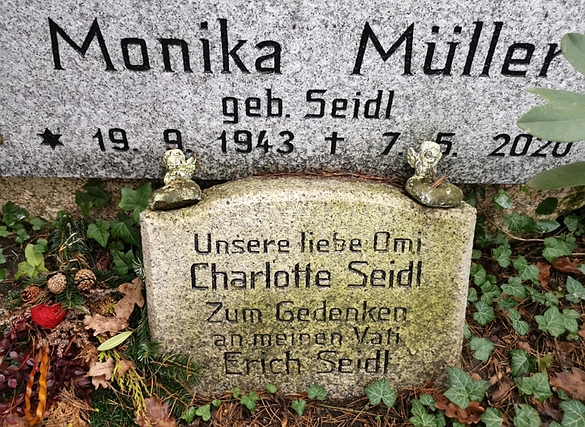 Monika Müller
geb. Seidl
19. 9. 1943 † 7. 5. 2020
Unsere liebe Omi
Charlotte Seidl
Zum Gedenken
an meinen Vati
Erich Seidl